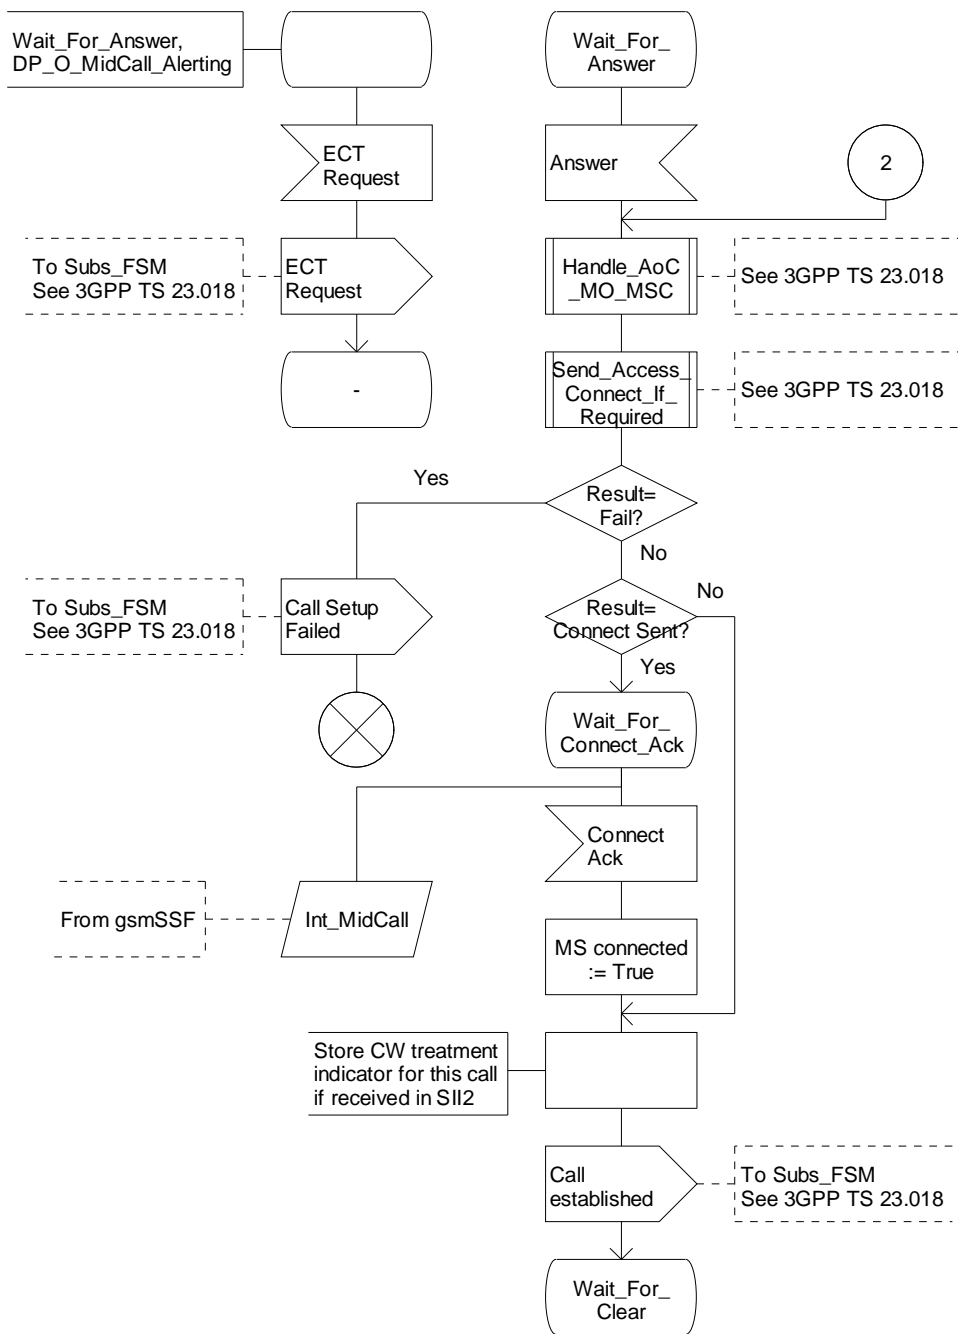 Wait_For_Answer,
DP_O_MidCall_Alerting
Wait_For_
Answer
ECT
Request
Answer
2
To Subs_FSM
See 3GPP TS 23.018
ECT
Request
Handle_AoC
_MO_MSC
See 3GPP TS 23.018
-
Send_Access_
Connect_If_
Required
See 3GPP TS 23.018
Yes
Result=
Fail?
No
To Subs_FSM
See 3GPP TS 23.018
Call Setup
Failed
Result=
Connect Sent?
No
Yes
Wait_For_
Connect_Ack
Connect
Ack
From gsmSSF
Int_MidCall
MS connected
:= True
Store CW treatment
indicator for this call
if received in SII2
Call
established
To Subs_FSM
See 3GPP TS 23.018
Wait_For_
Clear